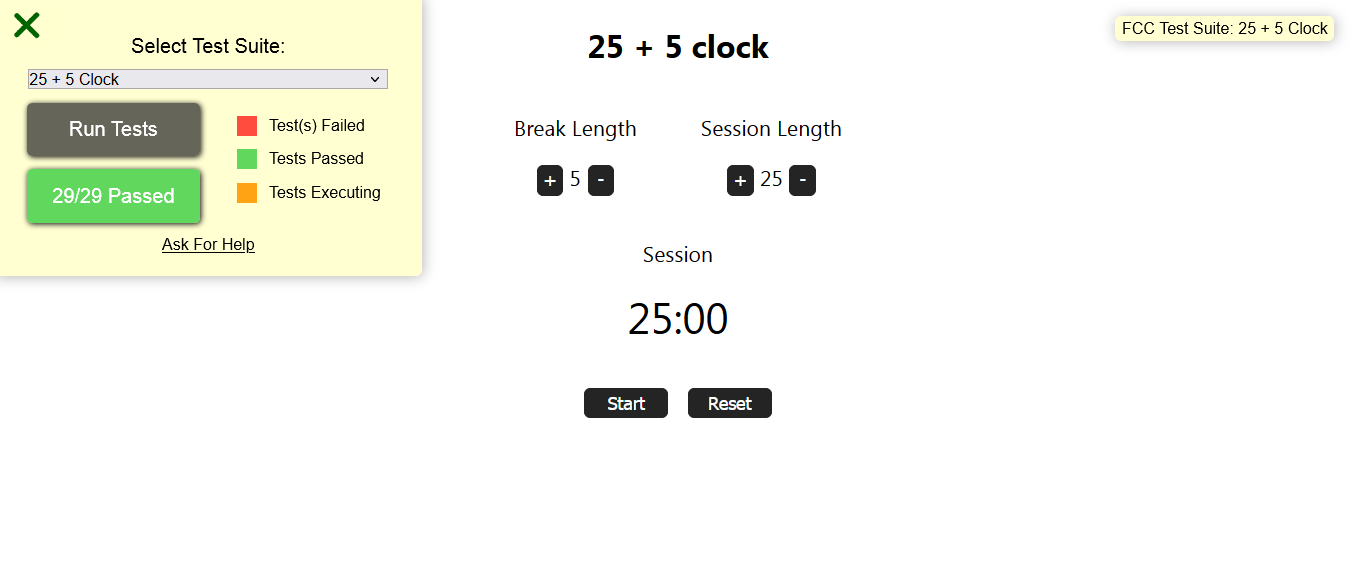 Select Test Suite:
25 + 5 Clock
Run Tests
29/29 Passed
Test(s) Failed
Tests Passed
Tests Executing
Ask For Help
25 + 5 clock
Break Length
+ 5 -
Session Length
+ 25 -
Session
25:00
Start Reset
FCC Test Suite: 25 + 5 Clock